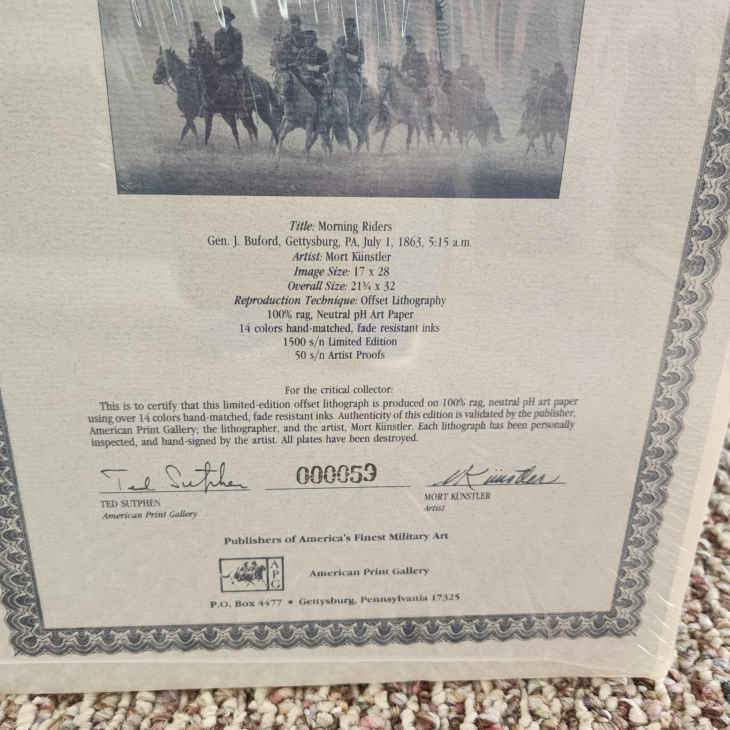 Title: Morning Riders
Gen. J. Buford, Gettysburg, PA, July 1, 1863, 5:15 a.m.
Artist: Mort Künstler
Image Size: 17 x 28
Overall Size: 21¾ x 32
Reproduction Technique: Offset Lithography
100% rag, Neutral pH Art Paper
14 colors hand-matched, fade resistant inks
1500 s/n Limited Edition
50 s/n Artist Proofs
For the critical collector:
This is to certify that this limited-edition offset lithograph is produced on 100% rag, neutral pH art paper
using over 14 colors hand-matched, fade resistant inks. Authenticity of this edition is validated by the publisher,
American Print Gallery, the lithographer, and the artist, Mort Künstler. Each lithograph has been personally
inspected, and hand-signed by the artist. All plates have been destroyed.
Ted Sutphen 000059 MKünstler
TED SUTPHEN MORT KÜNSTLER
American Print Gallery Artist
Publishers of America's Finest Military Art
APG American Print Gallery
P.O. Box 4477 • Gettysburg, Pennsylvania 17325